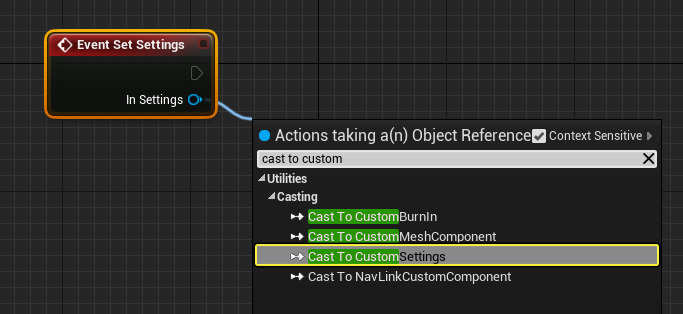 Event Set Settings
In Settings
Actions taking a(n) Object Reference
Context Sensitive
cast to custom
Utilities
Casting
Cast To CustomBurnIn
Cast To CustomMeshComponent
Cast To CustomSettings
Cast To NavLinkCustomComponent